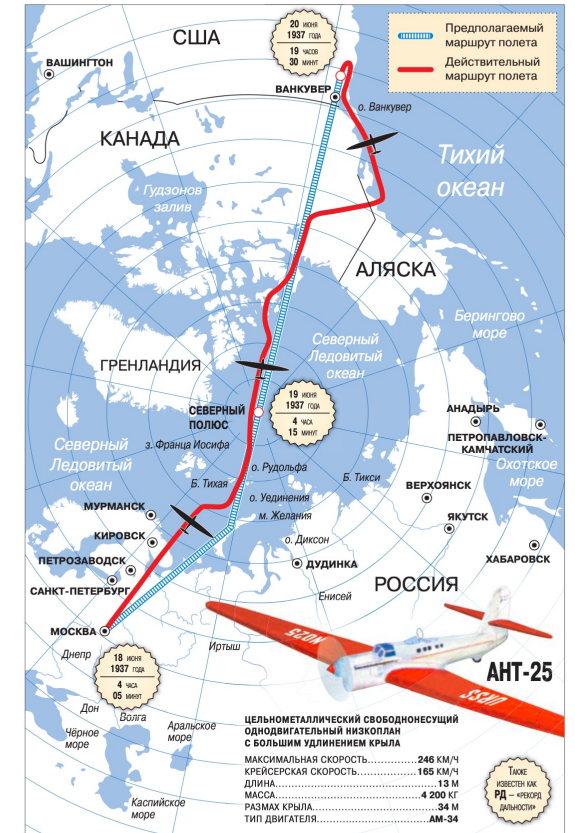 20 ИЮНЯ
1937 ГОДА
19 ЧАСОВ
30 МИНУТ
Предполагаемый
маршрут полета
Действительный
маршрут полета
США
ВАШИНГТОН
ВАНКУВЕР
о. Ванкувер
КАНАДА
Тихий
океан
Гудзонов
залив
АЛЯСКА
Берингово
море
Северный
Ледовитый
океан
ГРЕНЛАНДИЯ
19 ИЮНЯ
1937 ГОДА
4 ЧАСА
15 МИНУТ
СЕВЕРНЫЙ
ПОЛЮС
АНАДЫРЬ
ПЕТРОПАВЛОВСК-
КАМЧАТСКИЙ
з. Франца Иосифа
Северный
Ледовитый
океан
о. Рудольфа
Охотское
море
Б. Тихая
Б. Тикси
ВЕРХОЯНСК
о. Уединения
МУРМАНСК
м. Желания
ЯКУТСК
КИРОВСК
о. Диксон
ПЕТРОЗАВОДСК
ДУДИНКА
ХАБАРОВСК
САНКТ-ПЕТЕРБУРГ
РОССИЯ
Енисей
МОСКВА
NO25
Иртыш
Днепр
18 ИЮНЯ
1937 ГОДА
4 ЧАСА
05 МИНУТ
АНТ-25
URSS
Дон
Волга
Чёрное
море
Аральское
море
Каспийское
море
ЦЕЛЬНОМЕТАЛЛИЧЕСКИЙ СВОБОДНОНЕСУЩИЙ
ОДНОДВИГАТЕЛЬНЫЙ НИЗКОПЛАН
С БОЛЬШИМ УДЛИНЕНИЕМ КРЫЛА
МАКСИМАЛЬНАЯ СКОРОСТЬ................246 КМ/Ч
КРЕЙСЕРСКАЯ СКОРОСТЬ..................165 КМ/Ч
ДЛИНА................13 М
МАССА................4 200 КГ
РАЗМАХ КРЫЛА................34 М
ТИП ДВИГАТЕЛЯ................АМ-34
ТАКЖЕ
ИЗВЕСТЕН КАК
РД – «РЕКОРД
ДАЛЬНОСТИ»